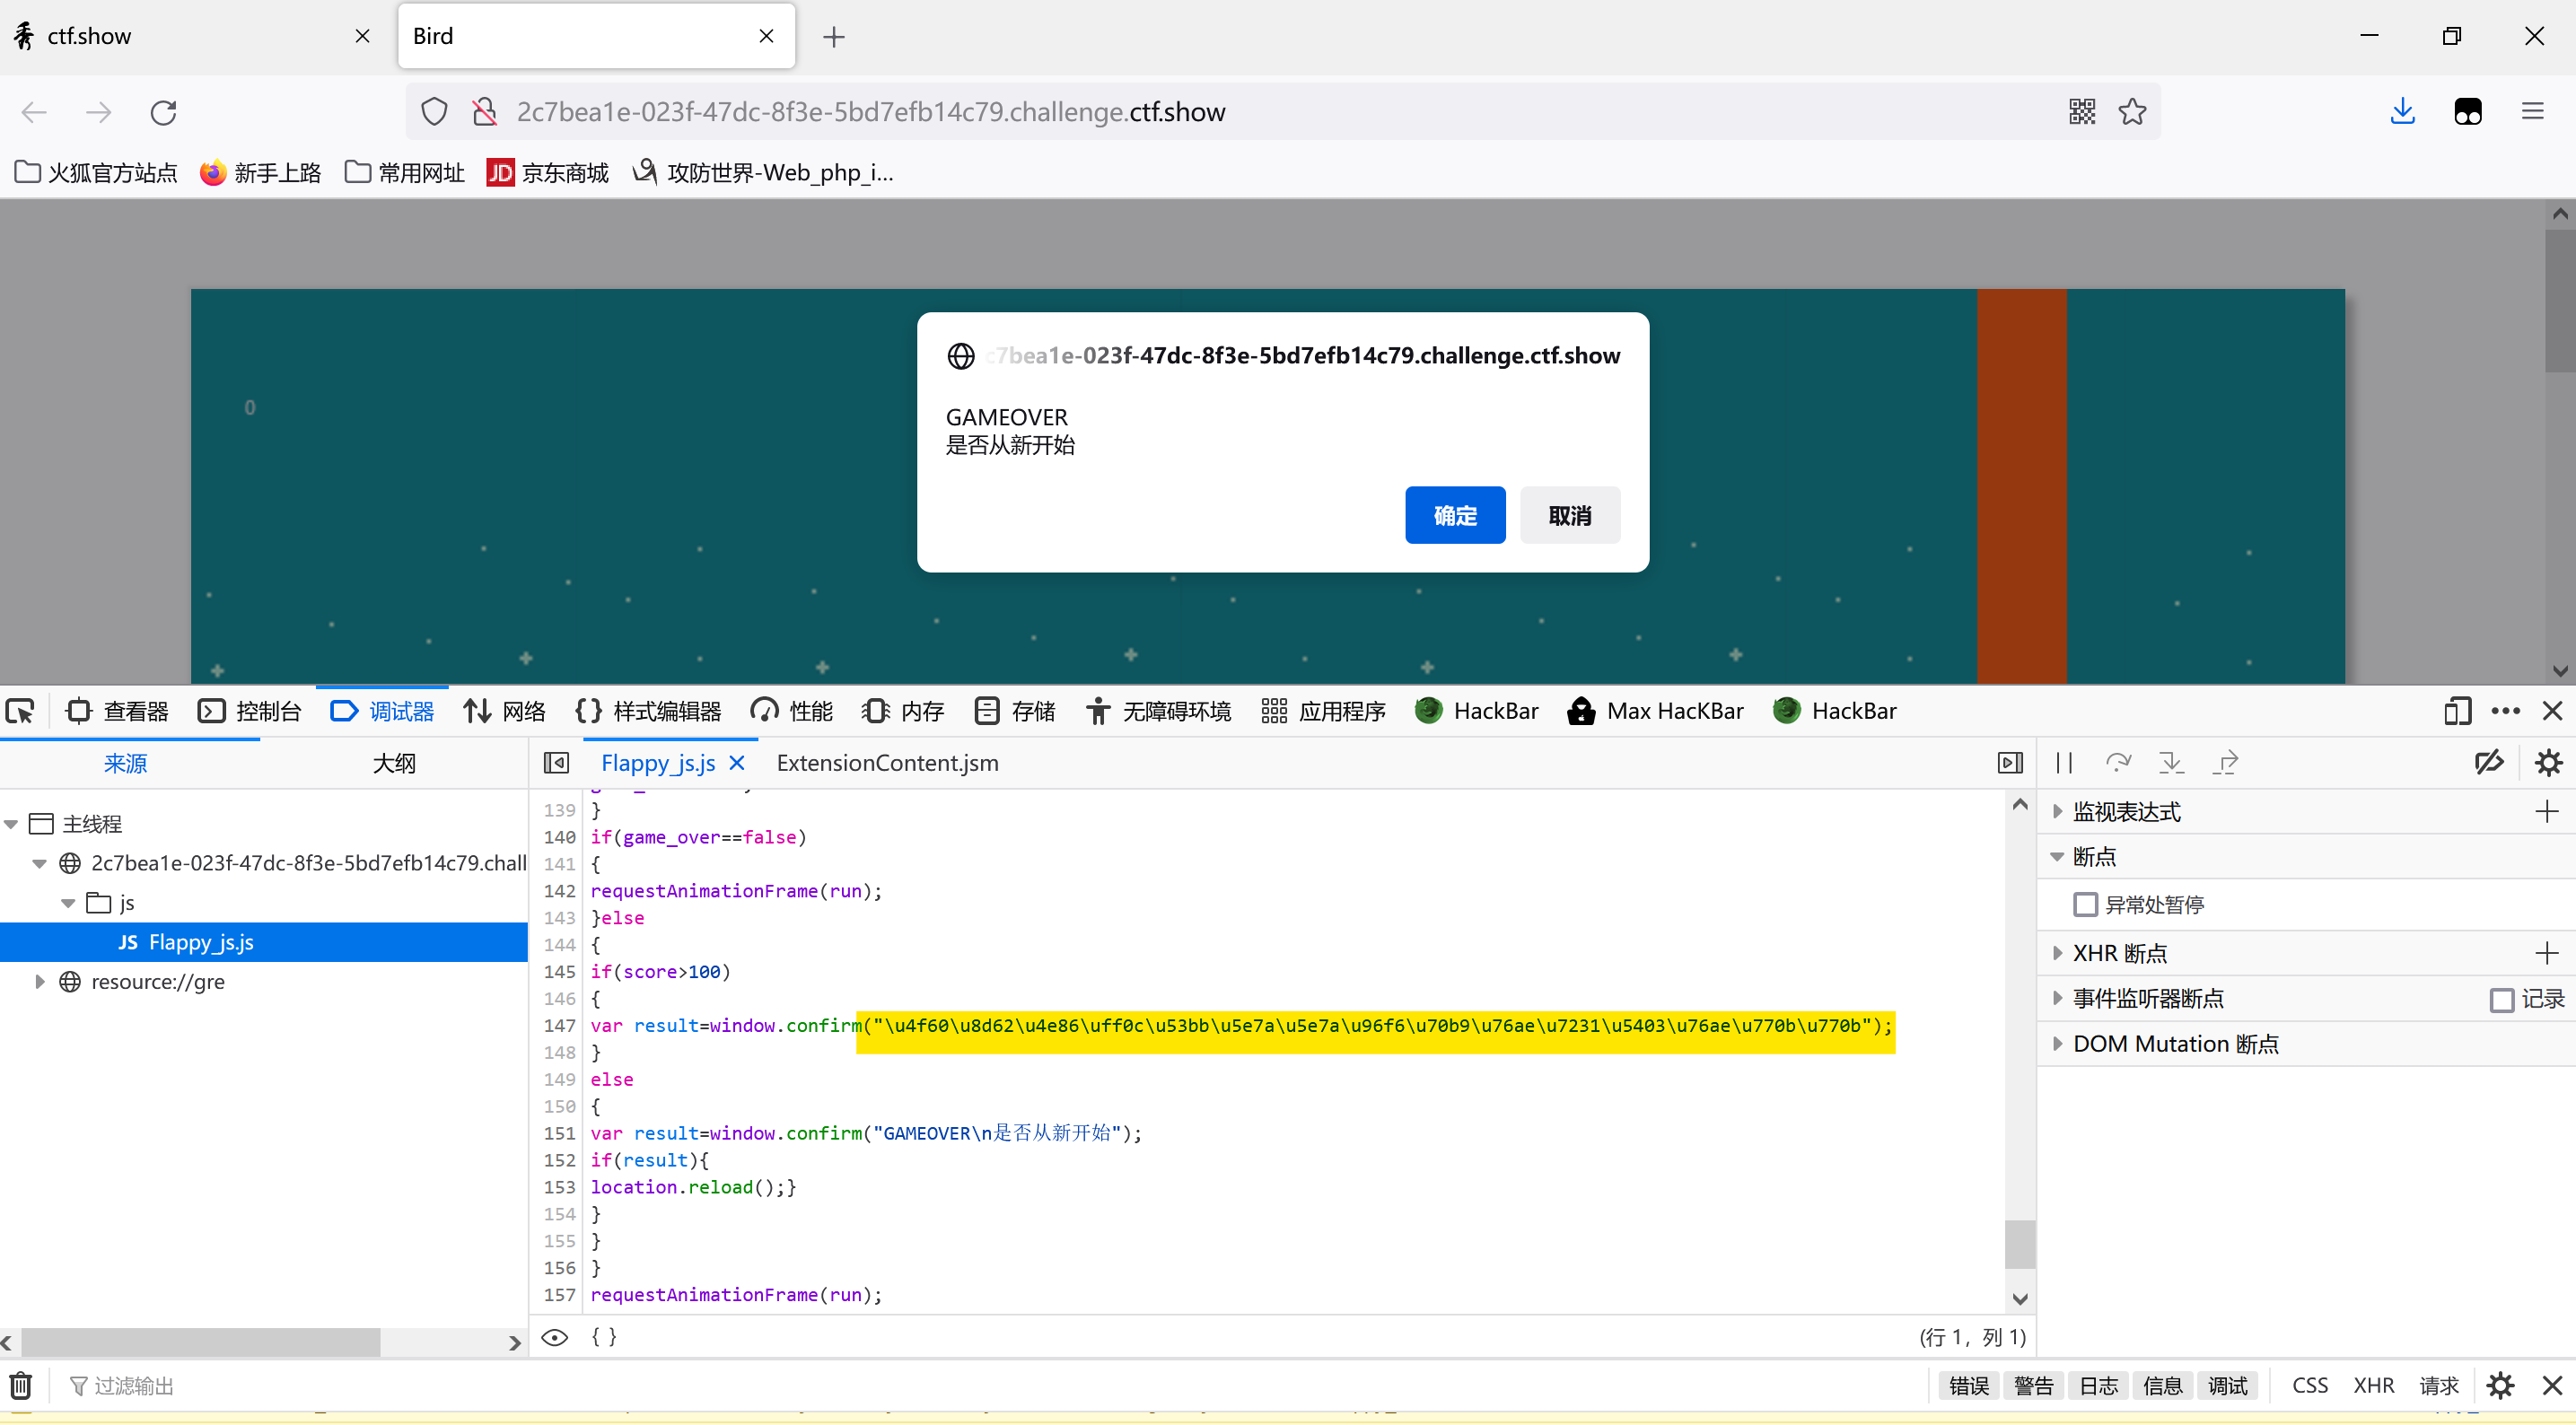 ctf.show
Bird
2c7bea1e-023f-47dc-8f3e-5bd7efb14c79.challenge.ctf.show
火狐官方站点 新手上路 常用网址 JD 京东商城 攻防世界-Web_php_i...
c7bea1e-023f-47dc-8f3e-5bd7efb14c79.challenge.ctf.show
GAMEOVER
是否从新开始
确定 取消
0
查看器 控制台 调试器 网络 样式编辑器 性能 内存 存储 无障碍环境 应用程序 HackBar Max HacKBar HackBar
来源 大纲
主线程
2c7bea1e-023f-47dc-8f3e-5bd7efb14c79.chall
js
JS Flappy_js.js
resource://gre
Flappy_js.js ExtensionContent.jsm
139 }
140 if(game_over==false)
141 {
142 requestAnimationFrame(run);
143 }else
144 {
145 if(score>100)
146 {
147 var result=window.confirm("\u4f60\u8d62\u4e86\uff0c\u53bb\u5e7a\u5e7a\u96f6\u70b9\u76ae\u7231\u5403\u76ae\u770b\u770b");
148 }
149 else
150 {
151 var result=window.confirm("GAMEOVER\n是否从新开始");
152 if(result){
153 location.reload();}
154 }
155 }
156 }
157 requestAnimationFrame(run);
{ } (行 1，列 1)
监视表达式
断点
异常处暂停
XHR 断点
事件监听器断点 记录
DOM Mutation 断点
过滤输出 错误 警告 日志 信息 调试 CSS XHR 请求